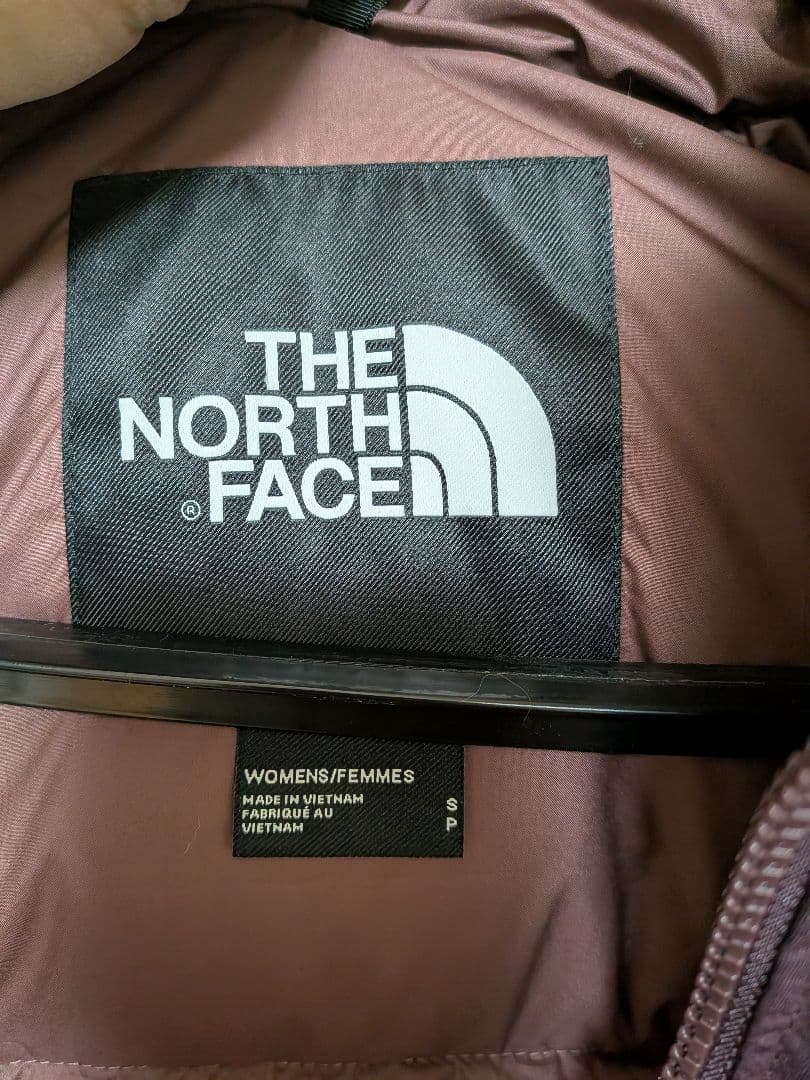 THE
NORTH
® FACE
WOMENS/FEMMES
MADE IN VIETNAM
FABRIQUÉ AU
VIETNAM
S
P